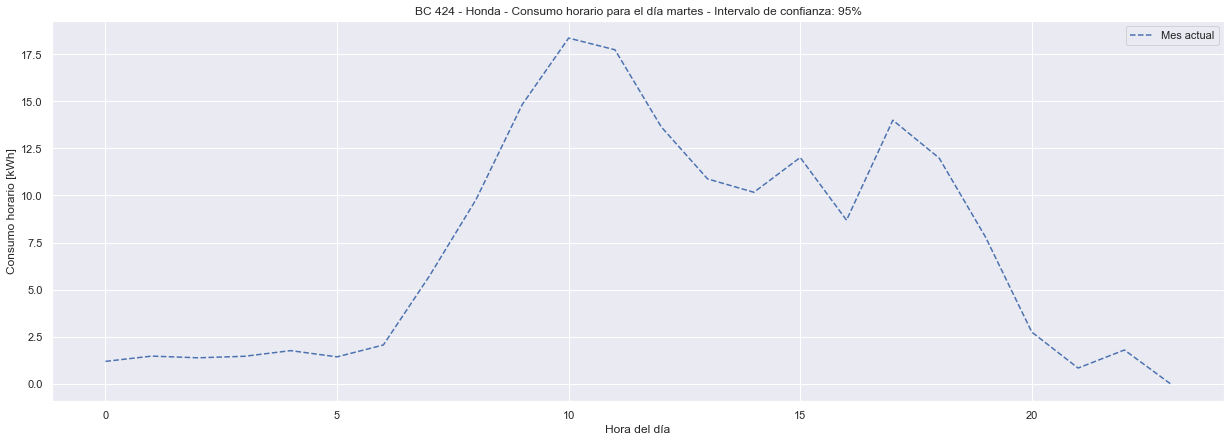 BC 424 - Honda - Consumo horario para el día martes - Intervalo de confianza: 95%
Mes actual
Consumo horario [kWh]
17.5
15.0
12.5
10.0
7.5
5.0
2.5
0.0
0 5 10 15 20
Hora del día